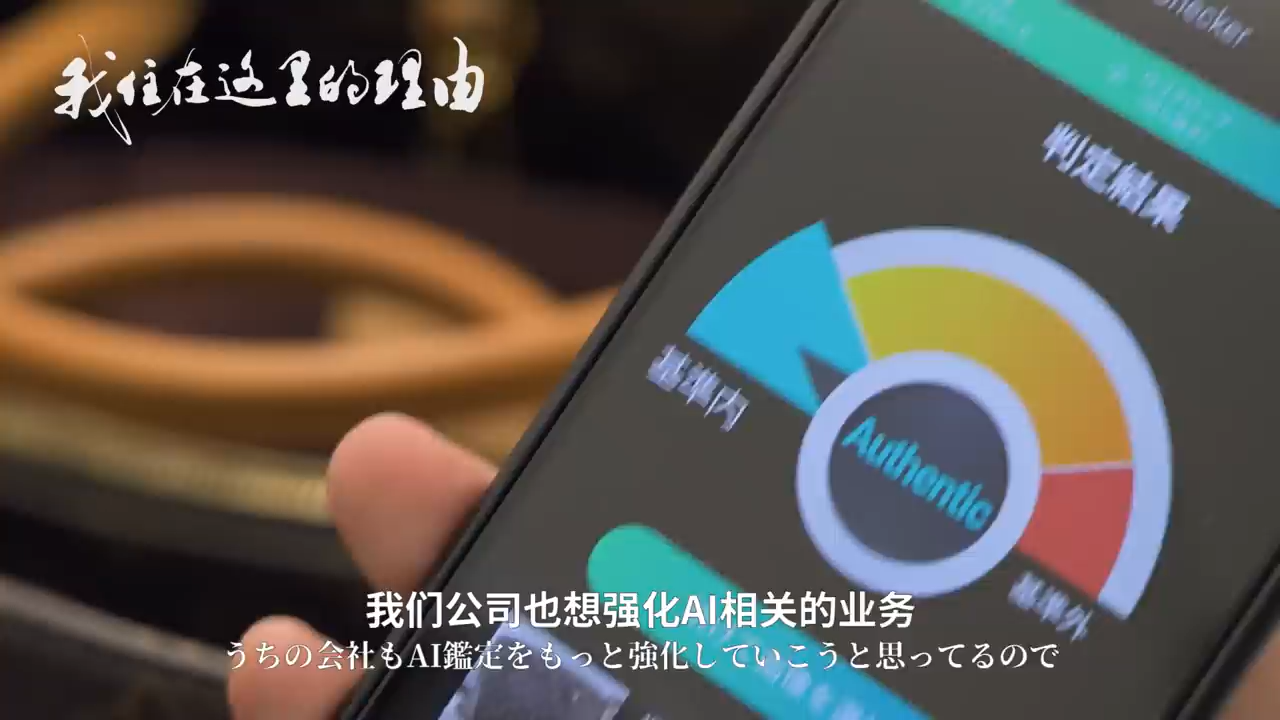 我住在这里的理由
判定結果
基準内
Authentic
基準外
我们公司也想强化AI相关的业务
うちの会社もAI鑑定をもっと強化していこうと思ってるので